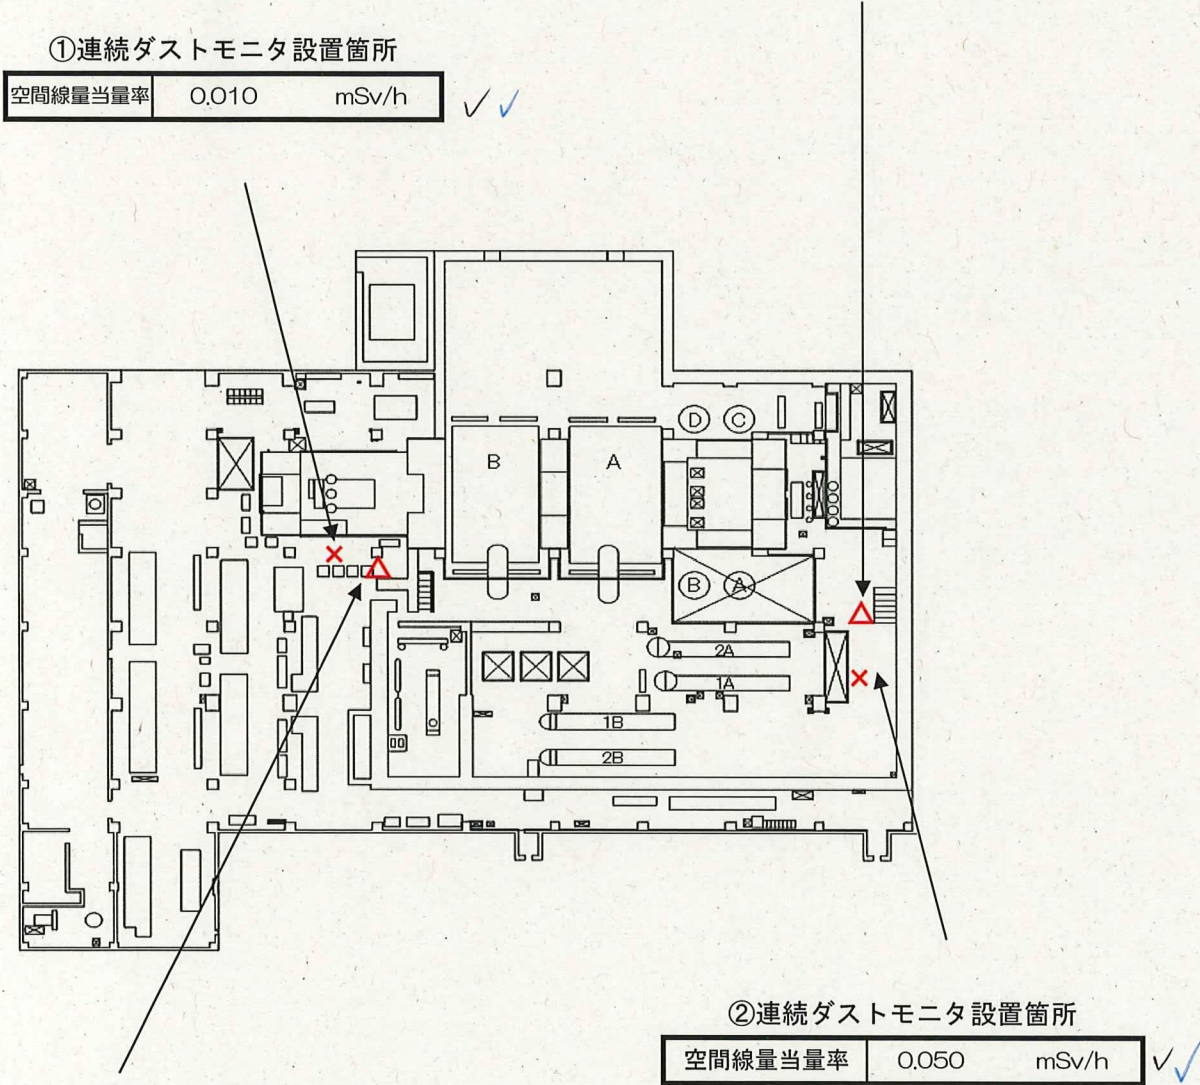 ①連続ダストモニタ設置箇所
空間線量当量率 0.010 mSv/h
D C
B A
B A
2A
1A
1B
2B
②連続ダストモニタ設置箇所
空間線量当量率 0.050 mSv/h